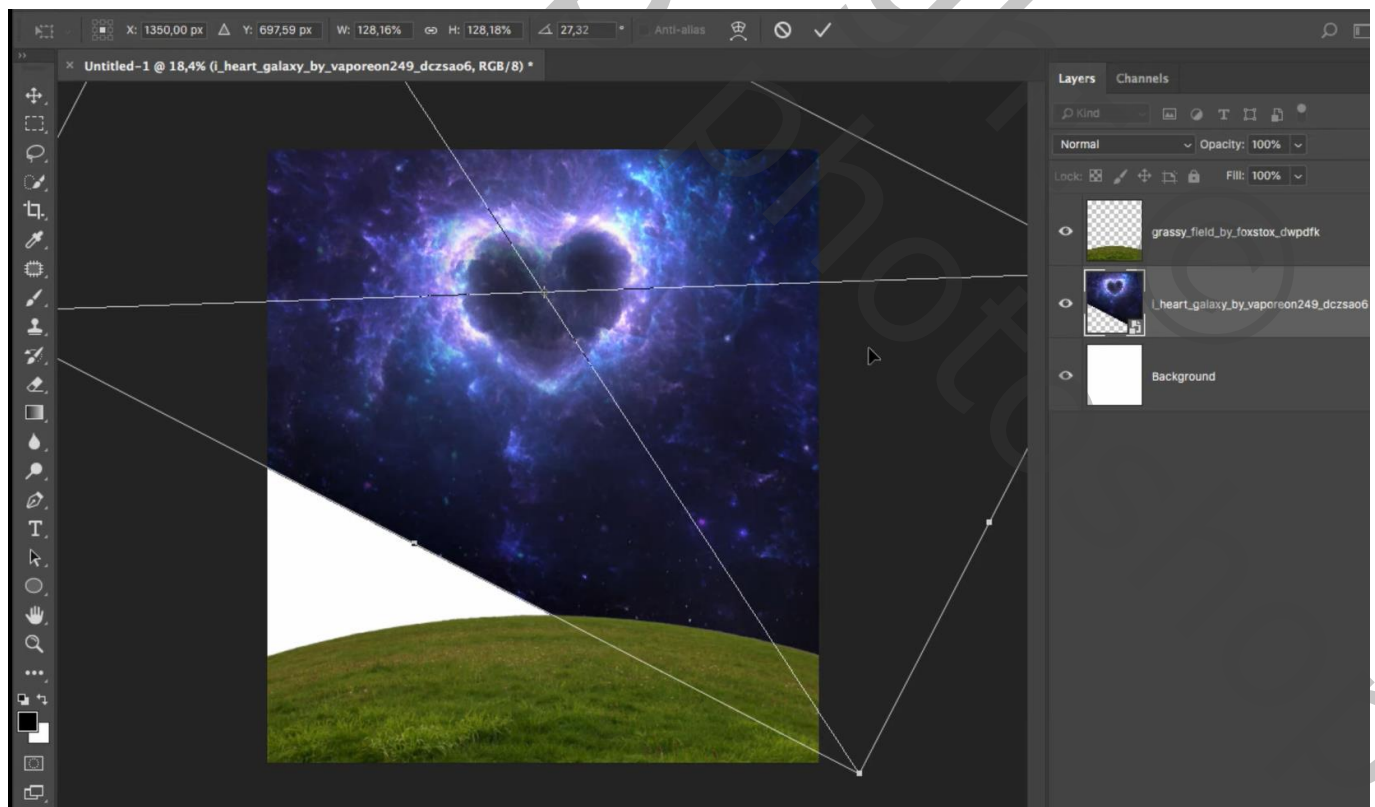 X: 1350,00 px Y: 697,59 px W: 128,16% H: 128,18% 27,32 ° Anti-alias
× Untitled-1 @ 18,4% (i_heart_galaxy_by_vaporeon249_dczsao6, RGB/8) *
Layers Channels
Kind
Normal Opacity: 100%
Lock: Fill: 100%
grassy_field_by_foxstox_dwpdfk
i_heart_galaxy_by_vaporeon249_dczsao6
Background